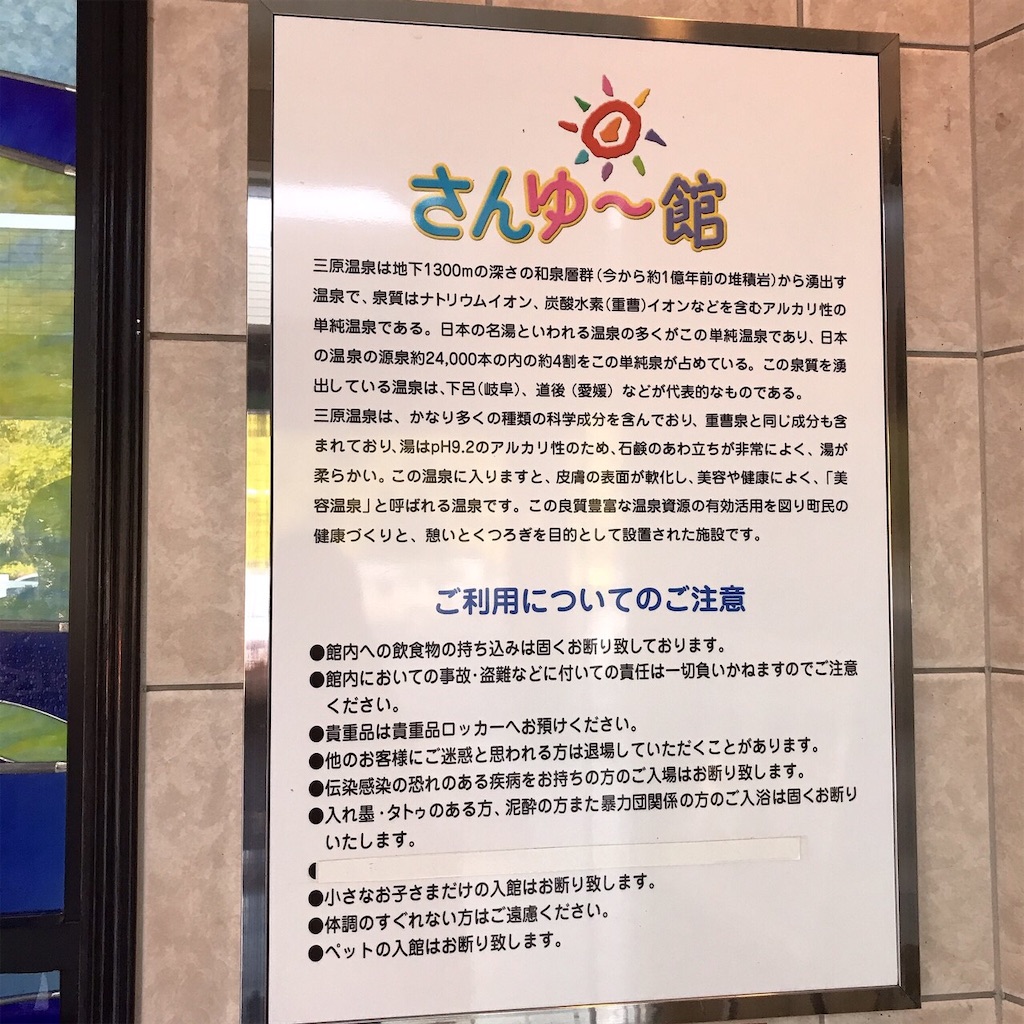 さんゆ〜館
三原温泉は地下1300mの深さの和泉層群(今から約1億年前の堆積岩)から湧出す
温泉で、泉質はナトリウムイオン、炭酸水素(重曹)イオンなどを含むアルカリ性の
単純温泉である。日本の名湯といわれる温泉の多くがこの単純温泉であり、日本
の温泉の源泉約24,000本の内の約4割をこの単純泉が占めている。この泉質を湧
出している温泉は、下呂(岐阜)、道後(愛媛)などが代表的なものである。
三原温泉は、かなり多くの種類の科学成分を含んでおり、重曹泉と同じ成分も含
まれており、湯はpH9.2のアルカリ性のため、石鹸のあわ立ちが非常によく、湯が
柔らかい。この温泉に入りますと、皮膚の表面が軟化し、美容や健康によく、「美
容温泉」と呼ばれる温泉です。この良質豊富な温泉資源の有効活用を図り町民の
健康づくりと、憩いとくつろぎを目的として設置された施設です。
ご利用についてのご注意
●館内への飲食物の持ち込みは固くお断り致しております。
●館内においての事故・盗難などに付いての責任は一切負いかねますのでご注意
ください。
●貴重品は貴重品ロッカーへお預けください。
●他のお客様にご迷惑と思われる方は退場していただくことがあります。
●伝染感染の恐れのある疾病をお持ちの方のご入場はお断り致します。
●入れ墨・タトゥのある方、泥酔の方また暴力団関係の方のご入浴は固くお断り
いたします。
●小さなお子さまだけの入館はお断り致します。
●体調のすぐれない方はご遠慮ください。
●ペットの入館はお断り致します。